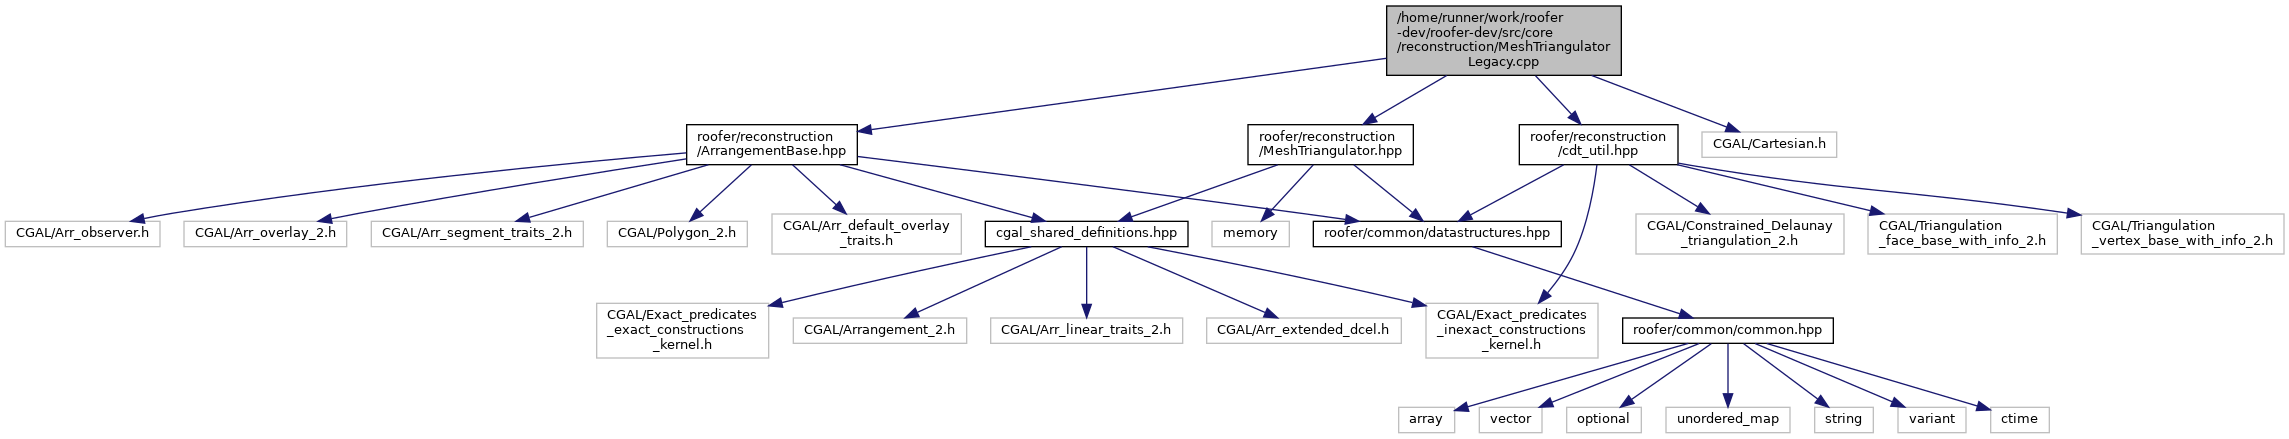 /home/runner/work/roofer
-dev/roofer-dev/src/core
/reconstruction/MeshTriangulator
Legacy.cpp
roofer/reconstruction
/ArrangementBase.hpp
roofer/reconstruction
/MeshTriangulator.hpp
roofer/reconstruction
/cdt_util.hpp
CGAL/Cartesian.h
CGAL/Arr_observer.h
CGAL/Arr_overlay_2.h
CGAL/Arr_segment_traits_2.h
CGAL/Polygon_2.h
CGAL/Arr_default_overlay
_traits.h
cgal_shared_definitions.hpp
memory
roofer/common/datastructures.hpp
CGAL/Constrained_Delaunay
_triangulation_2.h
CGAL/Triangulation
_face_base_with_info_2.h
CGAL/Triangulation
_vertex_base_with_info_2.h
CGAL/Exact_predicates
_exact_constructions
_kernel.h
CGAL/Arrangement_2.h
CGAL/Arr_linear_traits_2.h
CGAL/Arr_extended_dcel.h
CGAL/Exact_predicates
_inexact_constructions
_kernel.h
roofer/common/common.hpp
array
vector
optional
unordered_map
string
variant
ctime